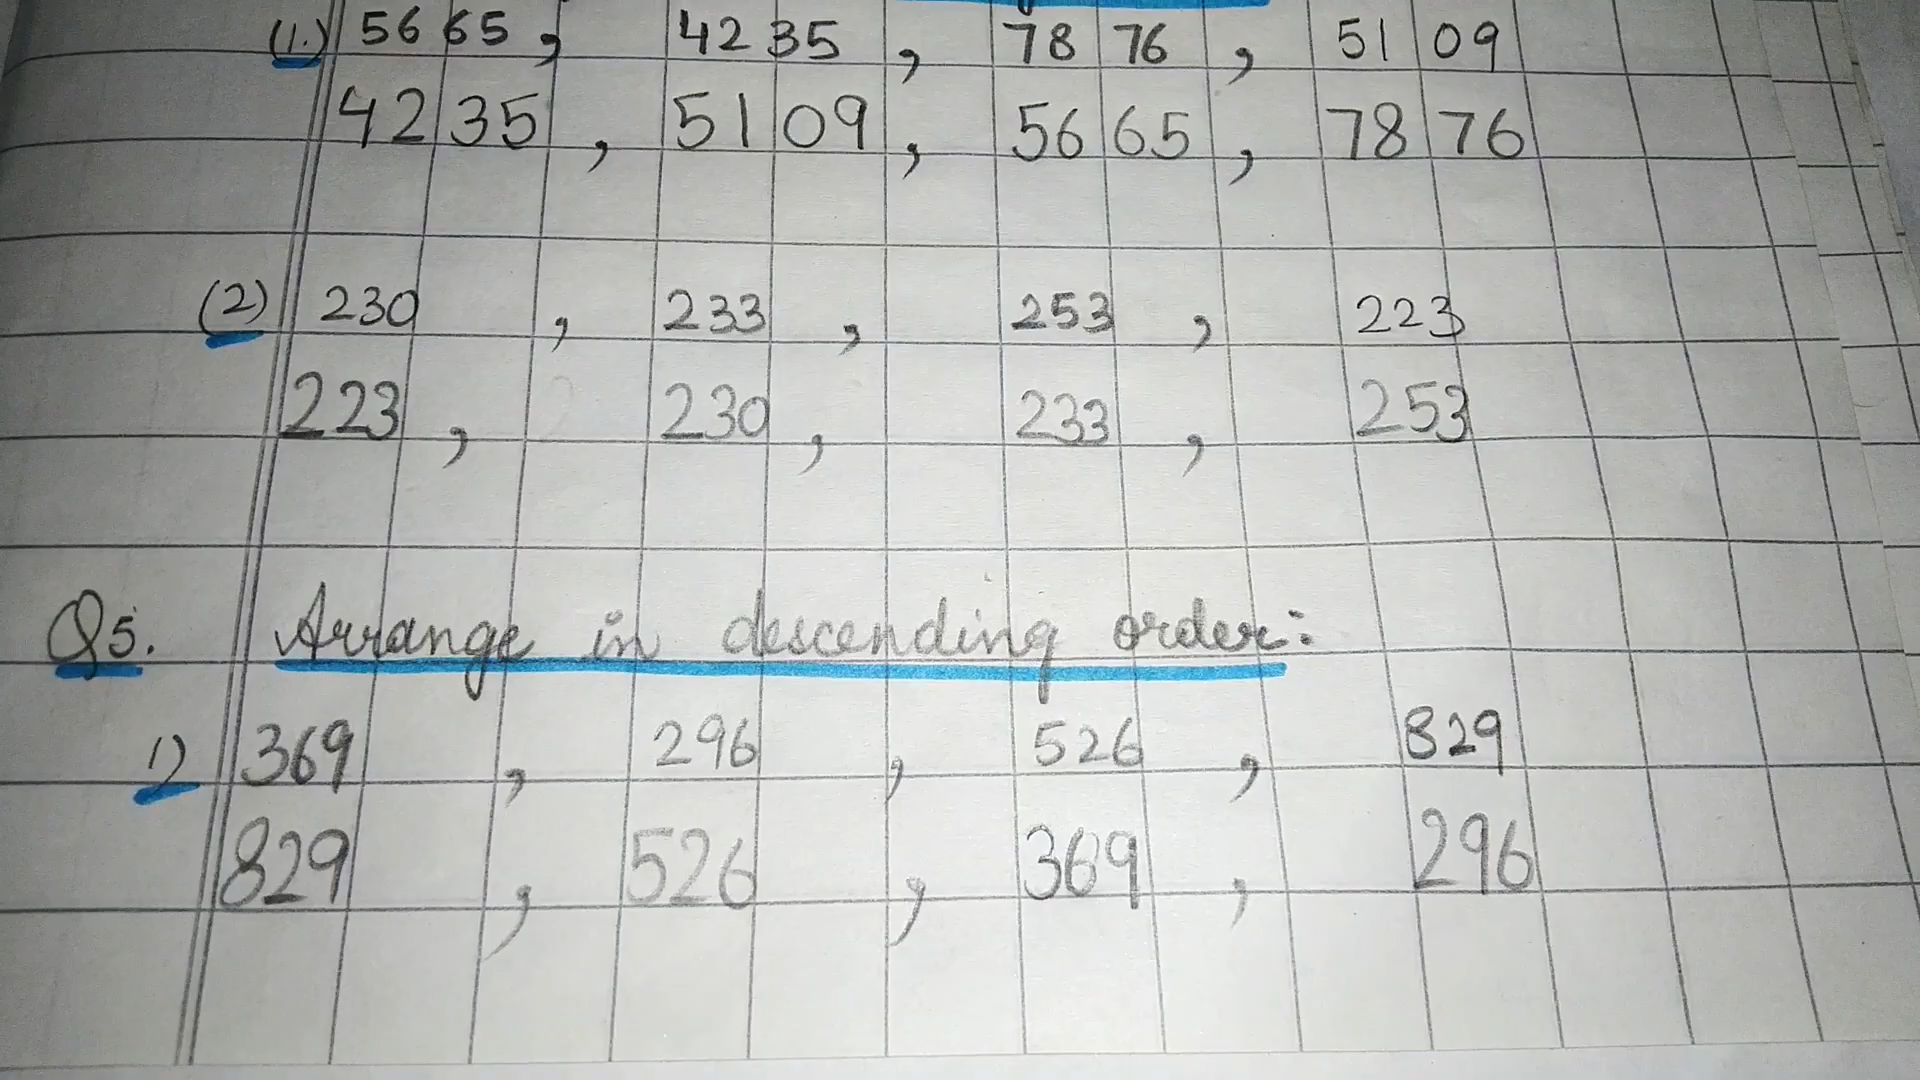 (1.) 5665, 4235, 7876, 5109
4235, 5109, 5665, 7876
(2) 230, 233, 253, 223
223, 230, 233, 253
Q5. Arrange in descending order:
1) 369, 296, 526, 829
829, 526, 369, 296